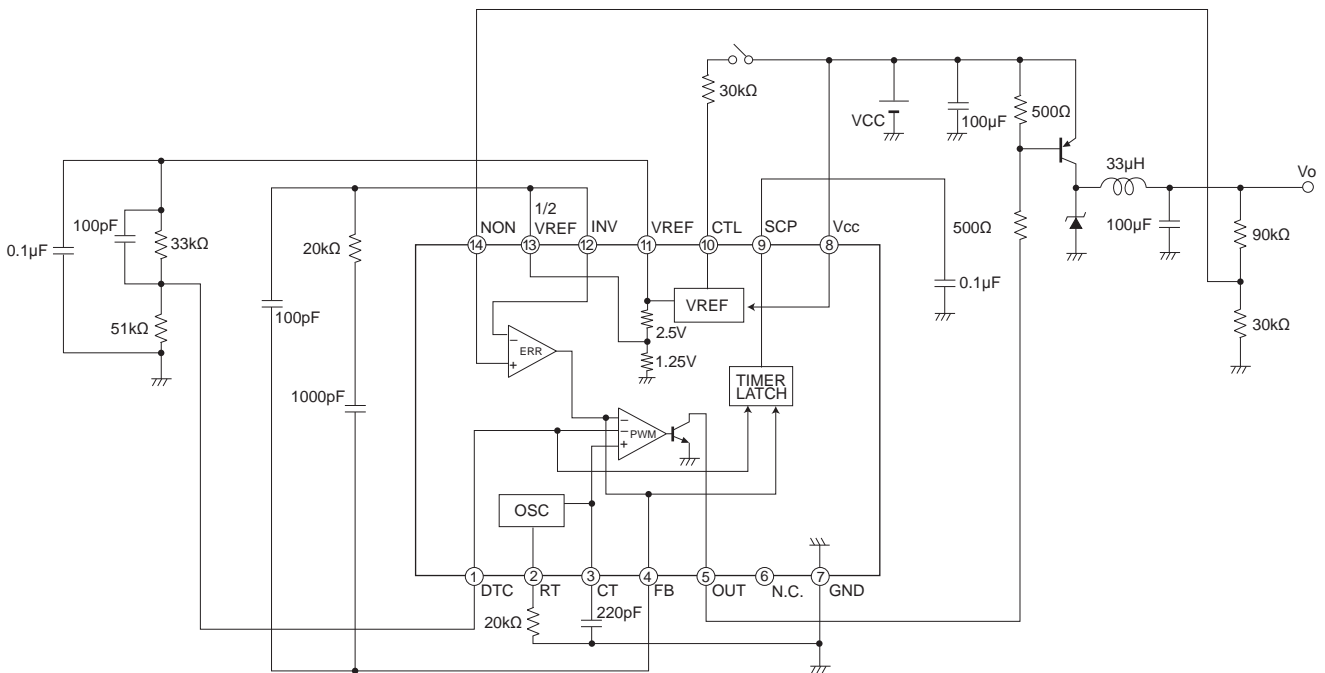 30kΩ
VCC
100µF
500Ω
33µH
Vo
0.1µF
100pF
33kΩ
51kΩ
100pF
20kΩ
1000pF
1/2
NON VREF INV VREF CTL SCP Vcc
14 13 12 11 10 9 8
500Ω
100µF
90kΩ
30kΩ
0.1µF
VREF
2.5V
1.25V
ERR
TIMER
LATCH
PWM
OSC
1 2 3 4 5 6 7
DTC RT CT FB OUT N.C. GND
20kΩ
220pF